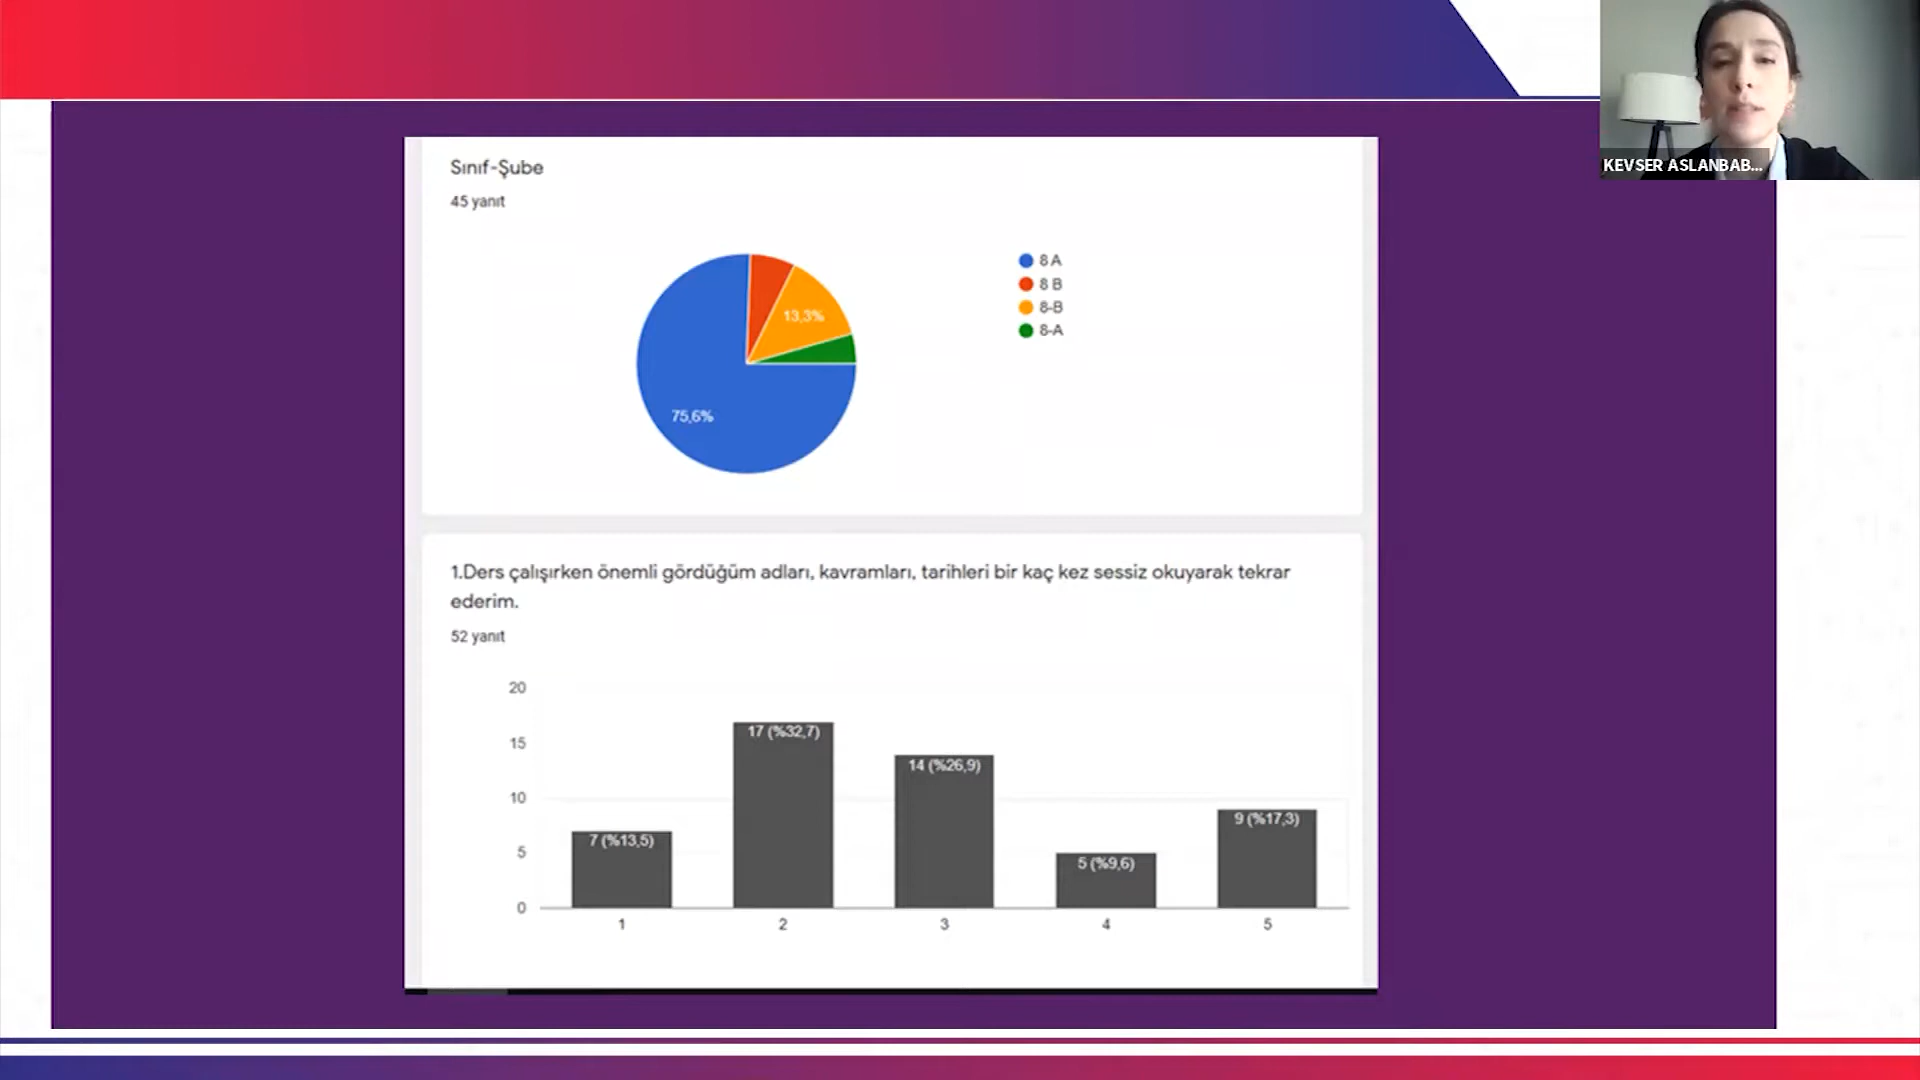 KEVSER ASLANBAB...
Sınıf-Şube
45 yanıt
8 A
8 B
8-B
8-A
13,3%
75,6%
1.Ders çalışırken önemli gördüğüm adları, kavramları, tarihleri bir kaç kez sessiz okuyarak tekrar
ederim.
52 yanıt
20
15
10
5
0
7 (%13,5)
17 (%32,7)
14 (%26,9)
5 (%9,6)
9 (%17,3)
1
2
3
4
5